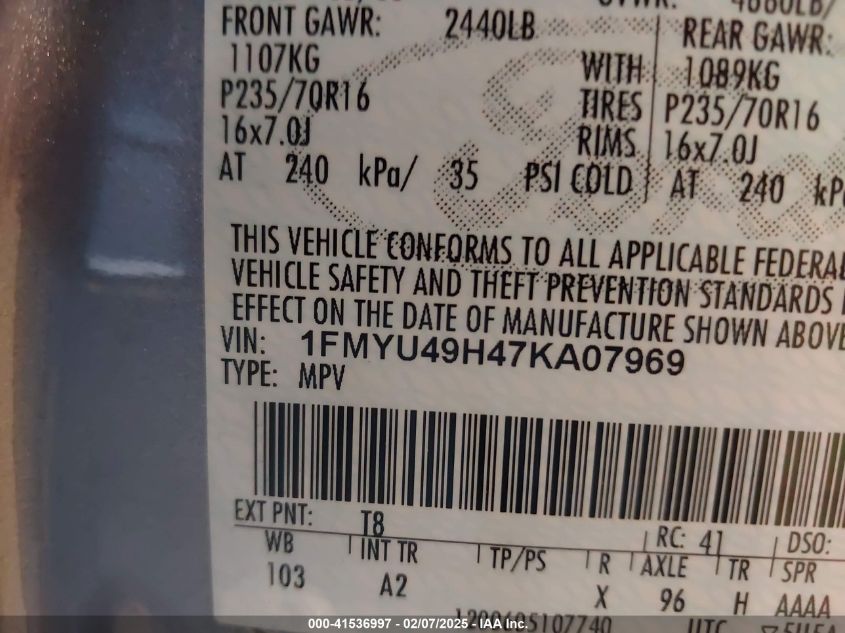 FRONT GAWR: 2440LB REAR GAWR:
1107KG WITH 1089KG
P235/70R16 TIRES P235/70R16
16x7.0J RIMS 16x7.0J
AT 240 kPa/ 35 PSI COLD AT 240
THIS VEHICLE CONFORMS TO ALL APPLICABLE FEDERAL
VEHICLE SAFETY AND THEFT PREVENTION STANDARDS
EFFECT ON THE DATE OF MANUFACTURE SHOWN ABOVE
VIN: 1FMYU49H47KA07969
TYPE: MPV
EXT PNT: T8 RC: 41 DSO:
WB INT TR TP/PS R AXLE TR SPR
103 A2 X 96 H AAAA
UTC
000-41536997 - 02/07/2025 - IAA Inc.